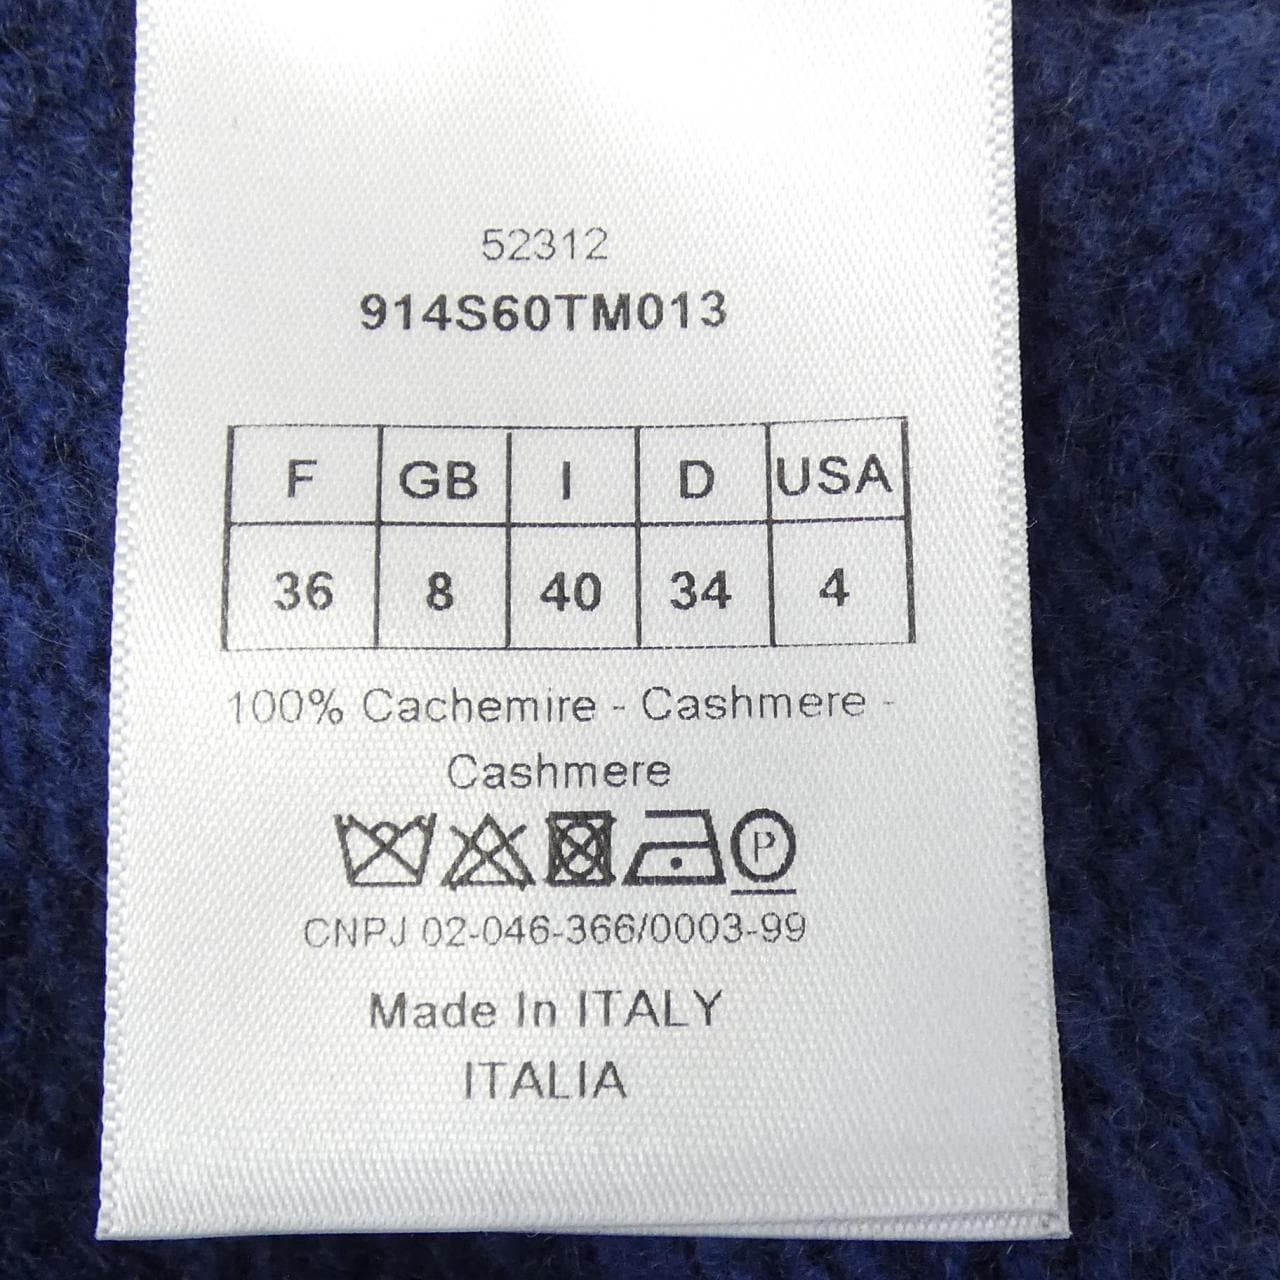 52312
914S60TM013
F GB I D USA
36 8 40 34 4
100% Cachemire - Cashmere -
Cashmere
P
CNPJ 02-046-366/0003-99
Made In ITALY
ITALIA